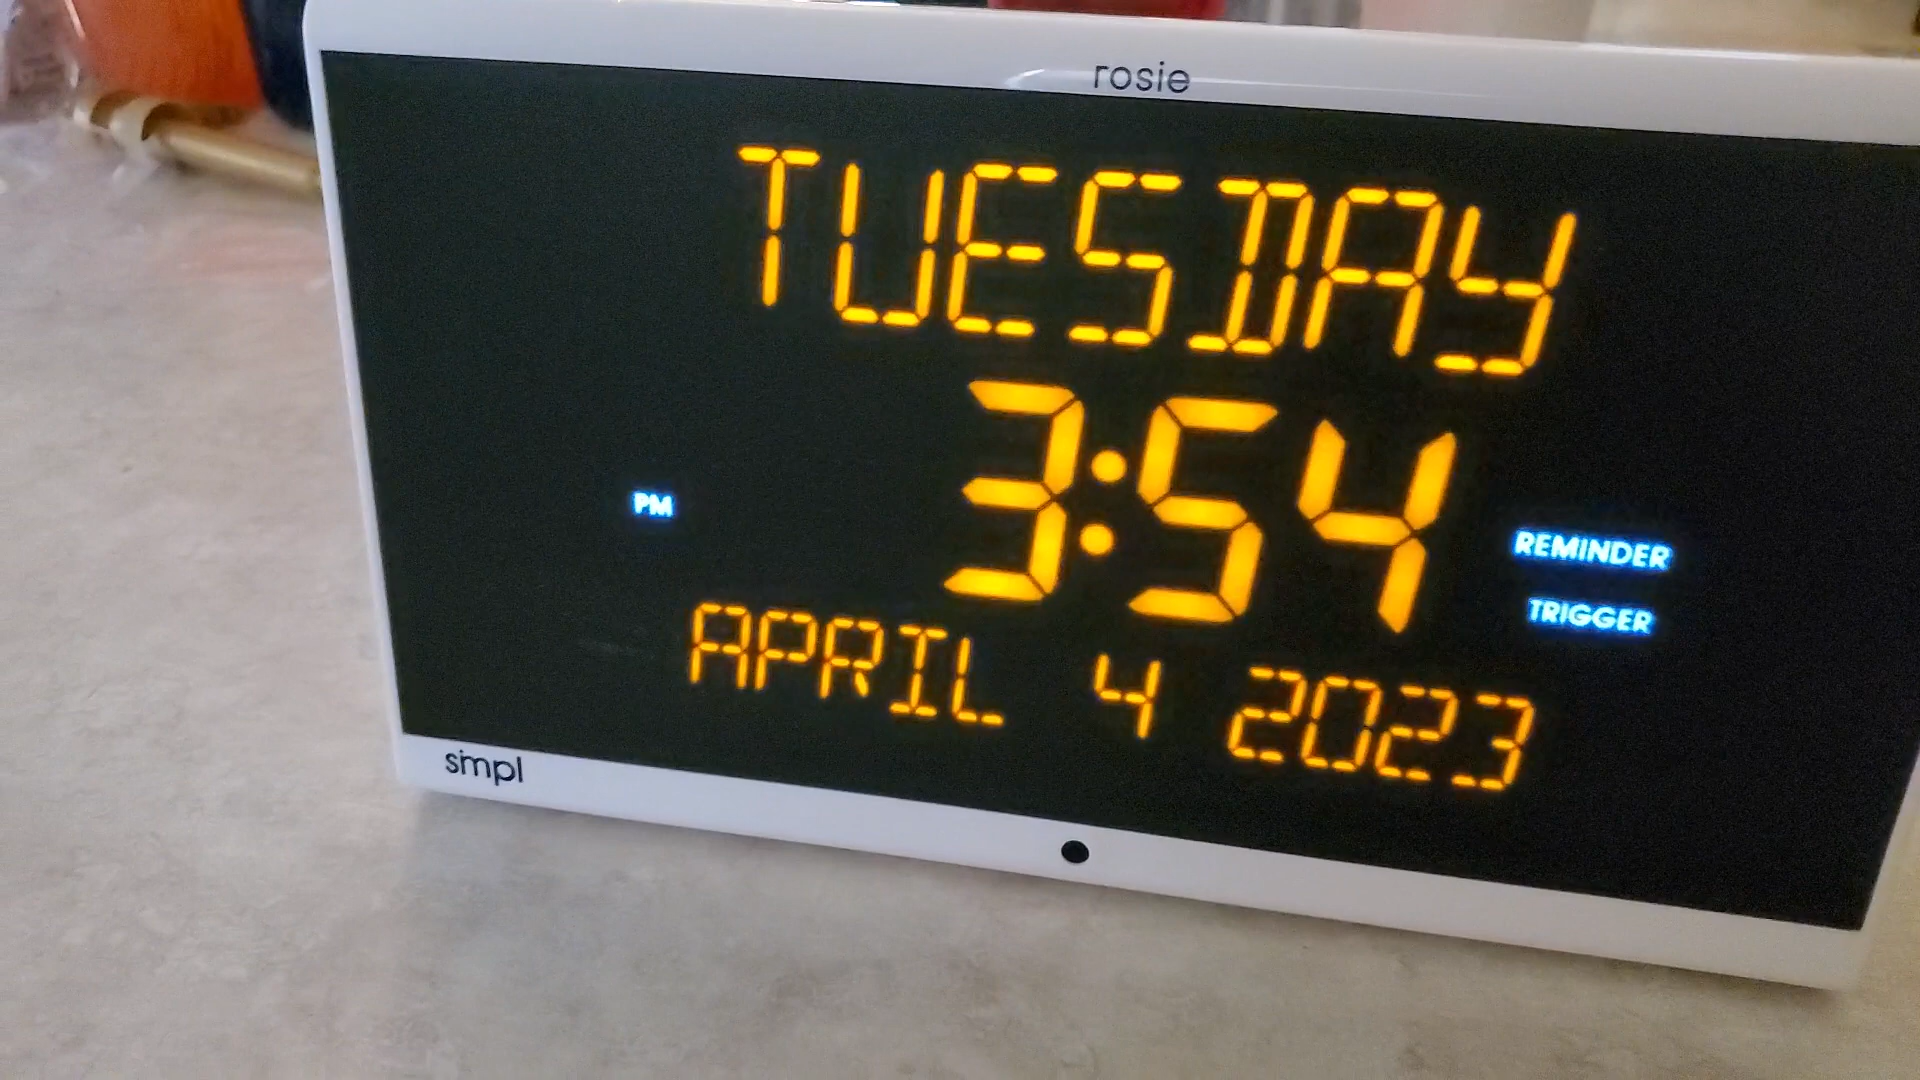 rosie
TUESDAY
PM 3:54 REMINDER
TRIGGER
APRIL 4 2023
simpl